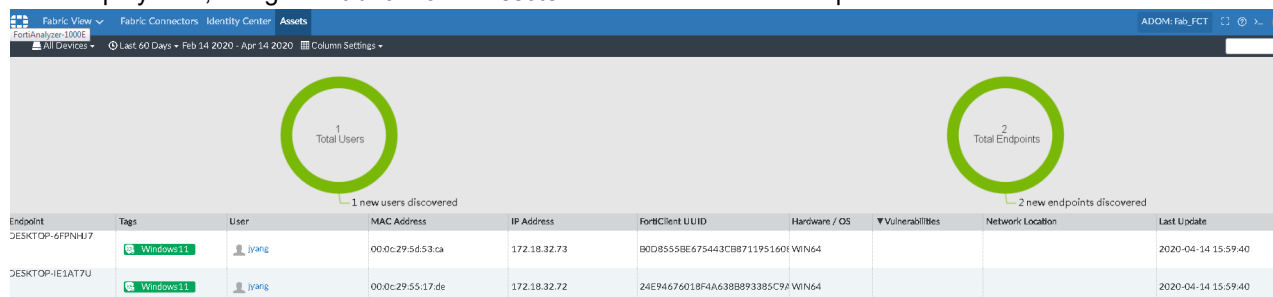 Fabric View Fabric Connectors Identity Center Assets ADOM: Fab_FCT
FortiAnalyzer-1000E
All Devices Last 60 Days Feb 14 2020 - Apr 14 2020 Column Settings
1
Total Users
2
Total Endpoints
1 new users discovered
2 new endpoints discovered
Endpoint Tags User MAC Address IP Address FortiClient UUID Hardware / OS Vulnerabilities Network Location Last Update
DESKTOP-6FPNHJ7
Windows11 jyang 00:0c:29:5d:53:ca 172.18.32.73 WIN64 2020-04-14 15:59:40
DESKTOP-IE1AT7U
Windows11 jyang 00:0c:29:55:17:de 172.18.32.72 WIN64 2020-04-14 15:59:40